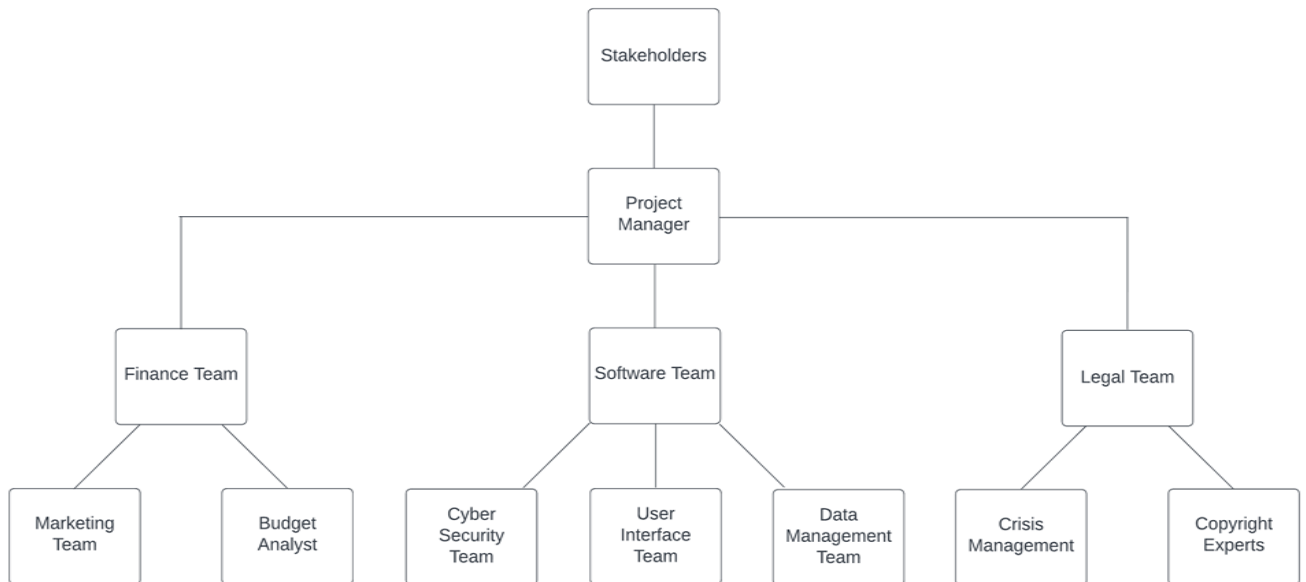 Stakeholders
Project
Manager
Finance Team
Software Team
Legal Team
Marketing
Team
Budget
Analyst
Cyber
Security
Team
User
Interface
Team
Data
Management
Team
Crisis
Management
Copyright
Experts